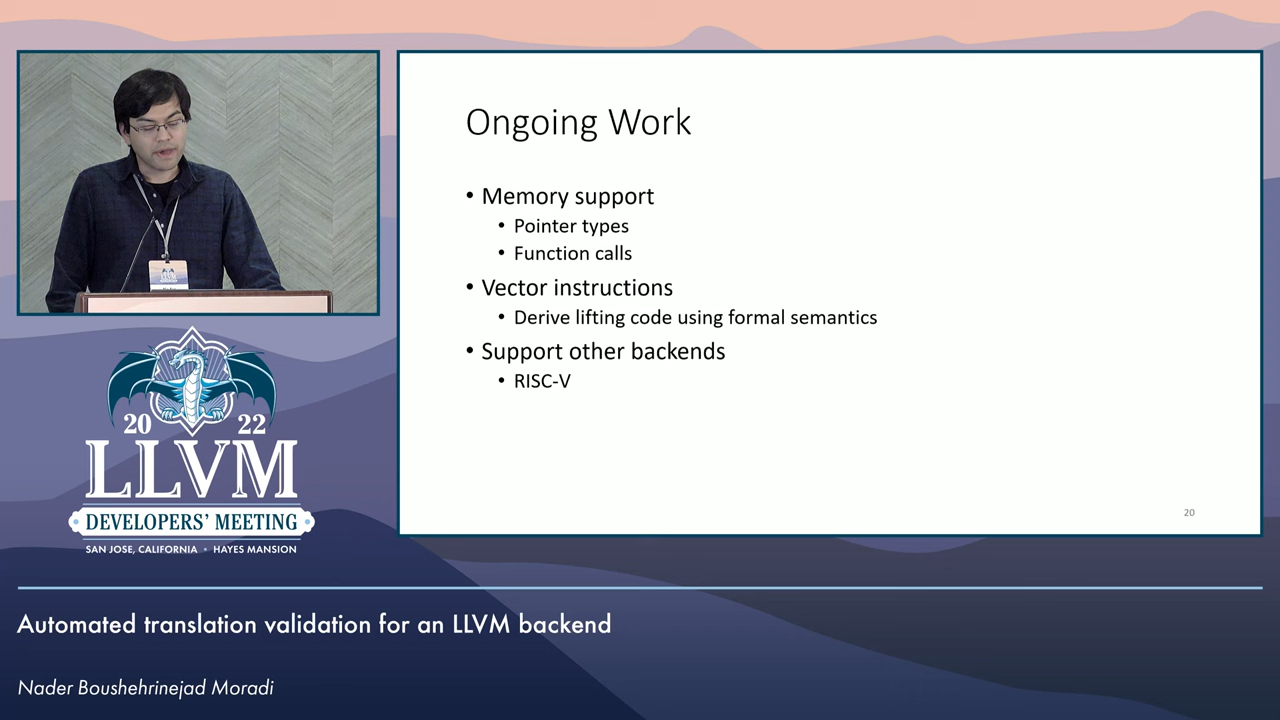 Ongoing Work
• Memory support
• Pointer types
• Function calls
• Vector instructions
• Derive lifting code using formal semantics
• Support other backends
• RISC-V
20
20 22
LLVM
DEVELOPERS' MEETING
SAN JOSE, CALIFORNIA • HAYES MANSION
Automated translation validation for an LLVM backend
Nader Boushehrinejad Moradi